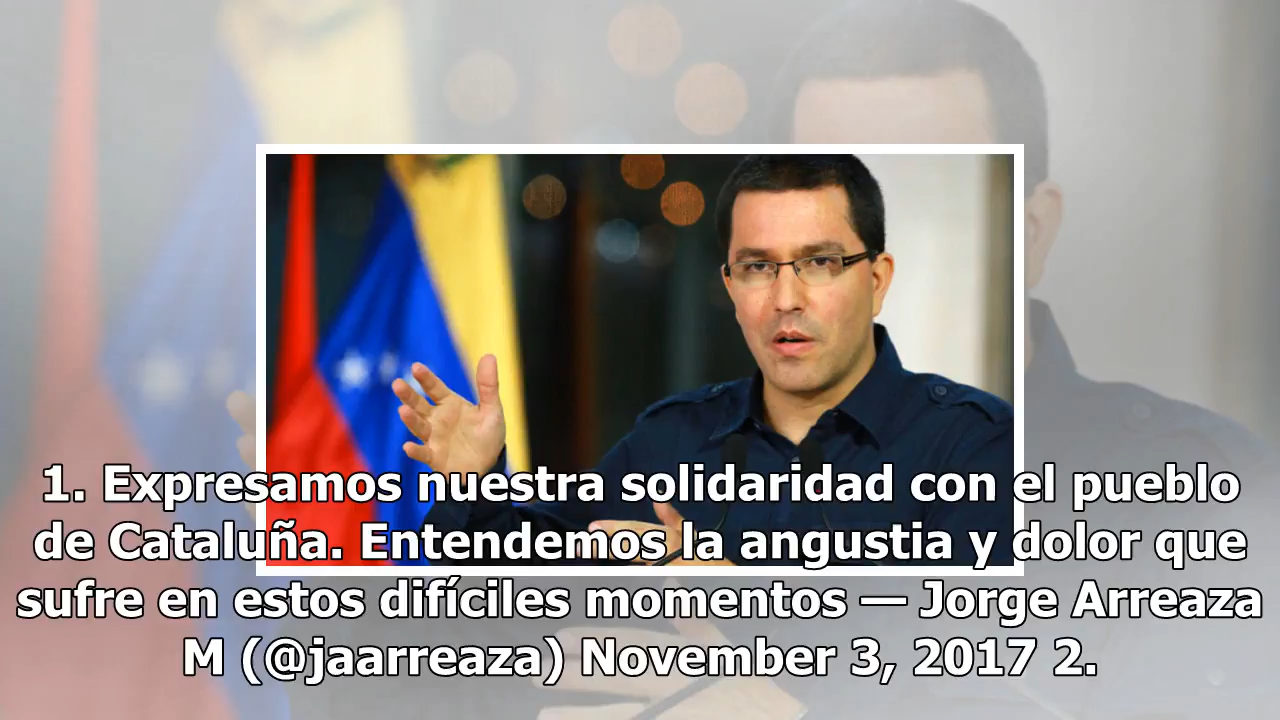 1. Expresamos nuestra solidaridad con el pueblo
de Cataluña. Entendemos la angustia y dolor que
sufre en estos difíciles momentos — Jorge Arreaza
M (@jaarreaza) November 3, 2017 2.